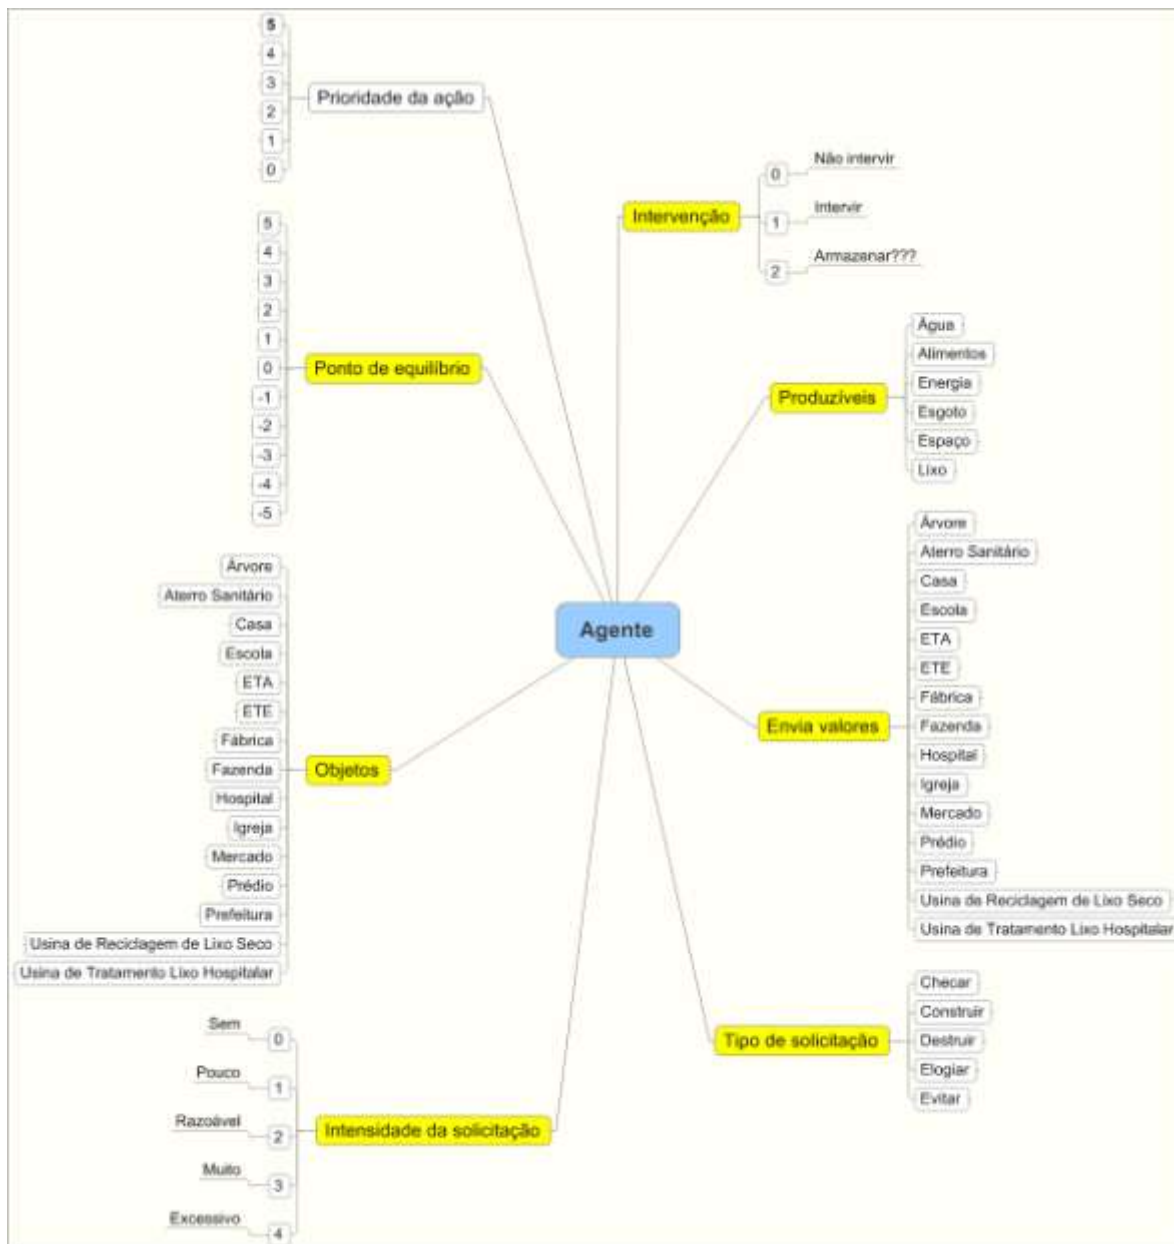 5
4
3
2
1
0
Prioridade da ação
5
4
3
2
1
0
-1
-2
-3
-4
-5
Ponto de equilíbrio
Árvore
Aterro Sanitário
Casa
Escola
ETA
ETE
Fábrica
Fazenda
Hospital
Igreja
Mercado
Prédio
Prefeitura
Usina de Reciclagem de Lixo Seco
Usina de Tratamento Lixo Hospitalar
Objetos
Sem
0
Pouco
1
Razoável
2
Muito
3
Excessivo
4
Intensidade da solicitação
Agente
Intervenção
0
Não intervir
1
Intervir
2
Armazenar???
Produzíveis
Água
Alimentos
Energia
Esgoto
Espaço
Lixo
Envia valores
Árvore
Aterro Sanitário
Casa
Escola
ETA
ETE
Fábrica
Fazenda
Hospital
Igreja
Mercado
Prédio
Prefeitura
Usina de Reciclagem de Lixo Seco
Usina de Tratamento Lixo Hospitalar
Tipo de solicitação
Checar
Construir
Destruir
Elogiar
Evitar